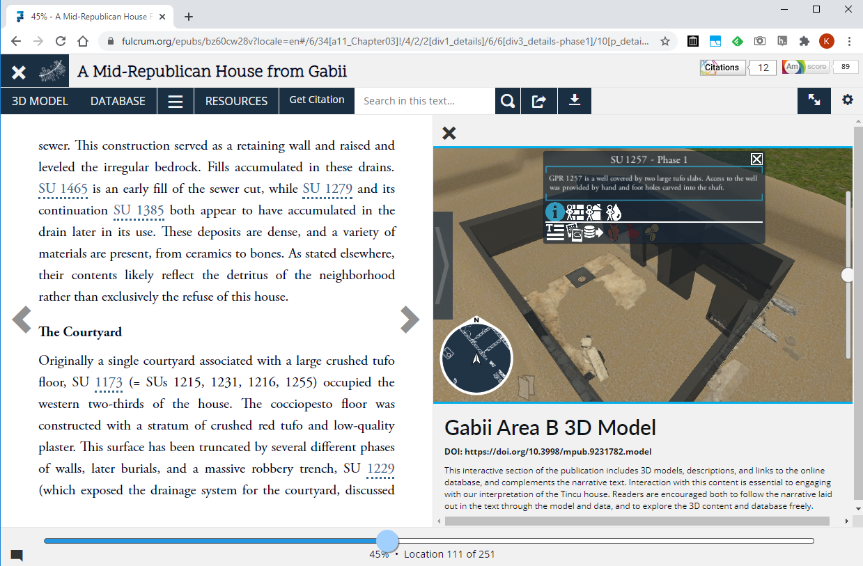 45% - A Mid-Republican House F
fulcrum.org/epubs/bz60cw28v?locale=en#/6/34[a11_Chapter03]!/4/2/2[div1_details]/6/6[div3_details-phase1]/10[p_detai...
K
A Mid-Republican House from Gabii
Citations 12
Am score 89
3D MODEL DATABASE RESOURCES Get Citation Search in this text...
sewer. This construction served as a retaining wall and raised and
leveled the irregular bedrock. Fills accumulated in these drains.
SU 1465 is an early fill of the sewer cut, while SU 1279 and its
continuation SU 1385 both appear to have accumulated in the
drain later in its use. These deposits are dense, and a variety of
materials are present, from ceramics to bones. As stated elsewhere,
their contents likely reflect the detritus of the neighborhood
rather than exclusively the refuse of this house.
The Courtyard
Originally a single courtyard associated with a large crushed tufo
floor, SU 1173 (= SUs 1215, 1231, 1216, 1255) occupied the
western two-thirds of the house. The cocciopesto floor was
constructed with a stratum of crushed red tufo and low-quality
plaster. This surface has been truncated by several different phases
of walls, later burials, and a massive robbery trench, SU 1229
(which exposed the drainage system for the courtyard, discussed
SU 1257 - Phase 1
GPR 1257 is a well covered by two large tufo slabs. Access to the well
was provided by hand and foot holes carved into the shaft.
N
Gabii Area B 3D Model
DOI: https://doi.org/10.3998/mpub.9231782.model
This interactive section of the publication includes 3D models, descriptions, and links to the online
database, and complements the narrative text. Interaction with this content is essential to engaging
with our interpretation of the Tincu house. Readers are encouraged both to follow the narrative laid
out in the text through the model and data, and to explore the 3D content and database freely.
45% • Location 111 of 251